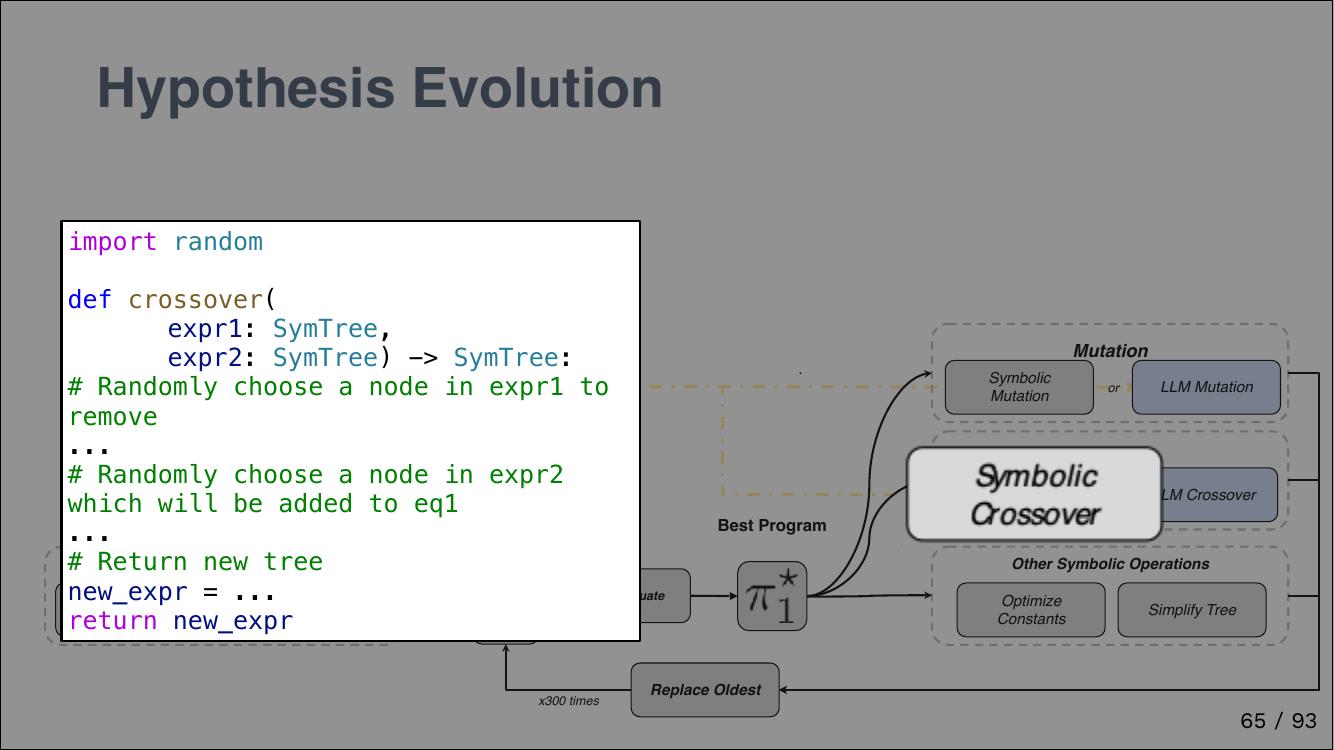 Hypothesis Evolution
import random
def crossover(
expr1: SymTree,
expr2: SymTree) -> SymTree:
# Randomly choose a node in expr1 to
remove
...
# Randomly choose a node in expr2
which will be added to eq1
...
# Return new tree
new_expr = ...
return new_expr
Mutation
Symbolic
Mutation
or
LLM Mutation
Symbolic
Crossover
LM Crossover
Best Program
π*1
Other Symbolic Operations
Optimize
Constants
Simplify Tree
uate
Replace Oldest
x300 times
65 / 93